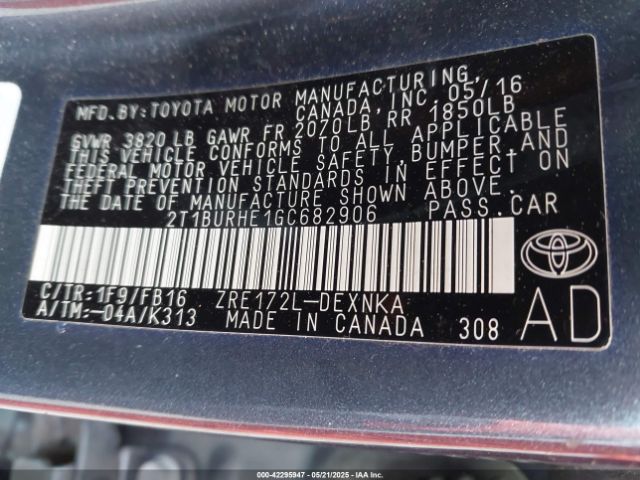 MFD. BY: TOYOTA MOTOR MANUFACTURING,
CANADA, INC. 05/16
GVWR 3820 LB GAWR FR 2070LB RR 1850LB
THIS VEHICLE CONFORMS TO ALL APPLICABLE
FEDERAL MOTOR VEHICLE SAFETY, BUMPER, AND
THEFT PREVENTION STANDARDS IN EFFECT ON
THE DATE OF MANUFACTURE SHOWN ABOVE.
2T1BURHE1GC682906 PASS. CAR
C/TR: 1F9/FB16 ZRE172L-DEXNKA
A/TM:-04A/K313 MADE IN CANADA 308
AD
000-42295947 05/21/2025 IAAI.COM